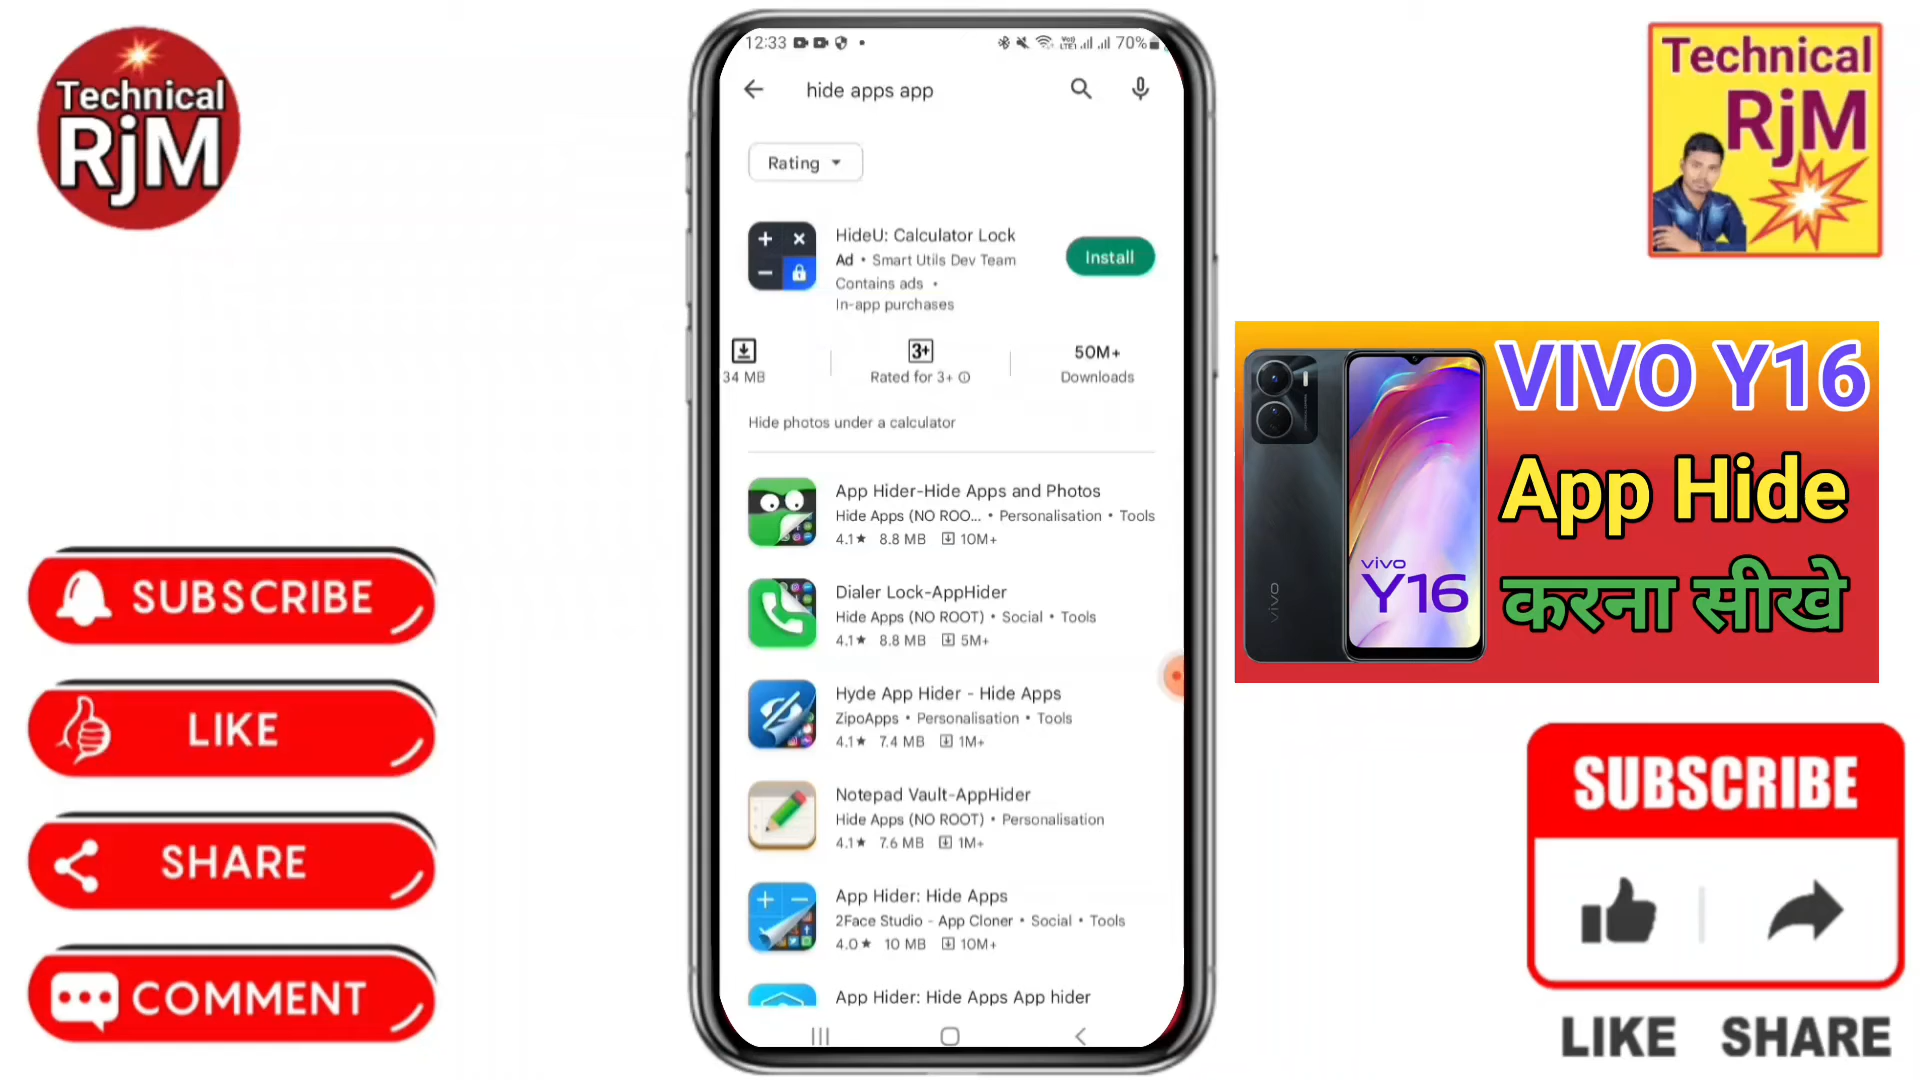 Technical
RjM
12:33
70%
hide apps app
Rating
HideU: Calculator Lock
Ad • Smart Utils Dev Team
Contains ads •
In-app purchases
Install
34 MB
3+
Rated for 3+
50M+
Downloads
Hide photos under a calculator
App Hider-Hide Apps and Photos
Hide Apps (NO ROO... • Personalisation • Tools
4.1★ 8.8 MB 10M+
Dialer Lock-AppHider
Hide Apps (NO ROOT) • Social • Tools
4.1★ 8.8 MB 5M+
Hyde App Hider - Hide Apps
ZipoApps • Personalisation • Tools
4.1★ 7.4 MB 1M+
Notepad Vault-AppHider
Hide Apps (NO ROOT) • Personalisation
4.1★ 7.6 MB 1M+
App Hider: Hide Apps
2Face Studio - App Cloner • Social • Tools
4.0★ 10 MB 10M+
App Hider: Hide Apps App hider
SUBSCRIBE
LIKE
SHARE
COMMENT
Technical
RjM
VIVO Y16
App Hide
करना सीखे
vivo
vivo
Y16
SUBSCRIBE
LIKE SHARE